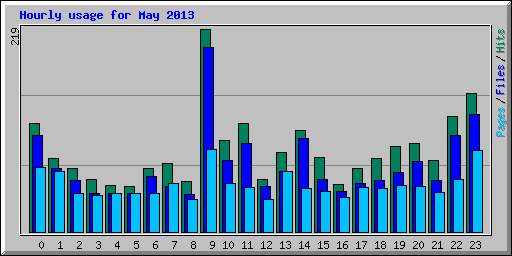 Hourly usage for May 2013
219
Pages/Files/Hits
0 1 2 3 4 5 6 7 8 9 10 11 12 13 14 15 16 17 18 19 20 21 22 23